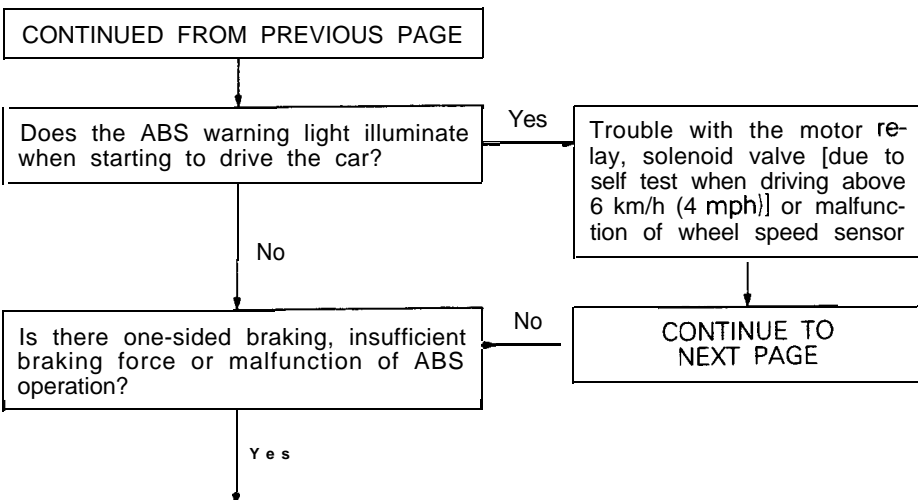 CONTINUED FROM PREVIOUS PAGE
Does the ABS warning light illuminate
when starting to drive the car?
Yes
Trouble with the motor re-
lay, solenoid valve [due to
self test when driving above
6 km/h (4 mph)] or malfunc-
tion of wheel speed sensor
No
Is there one-sided braking, insufficient
braking force or malfunction of ABS
operation?
No
CONTINUE TO
NEXT PAGE
Yes